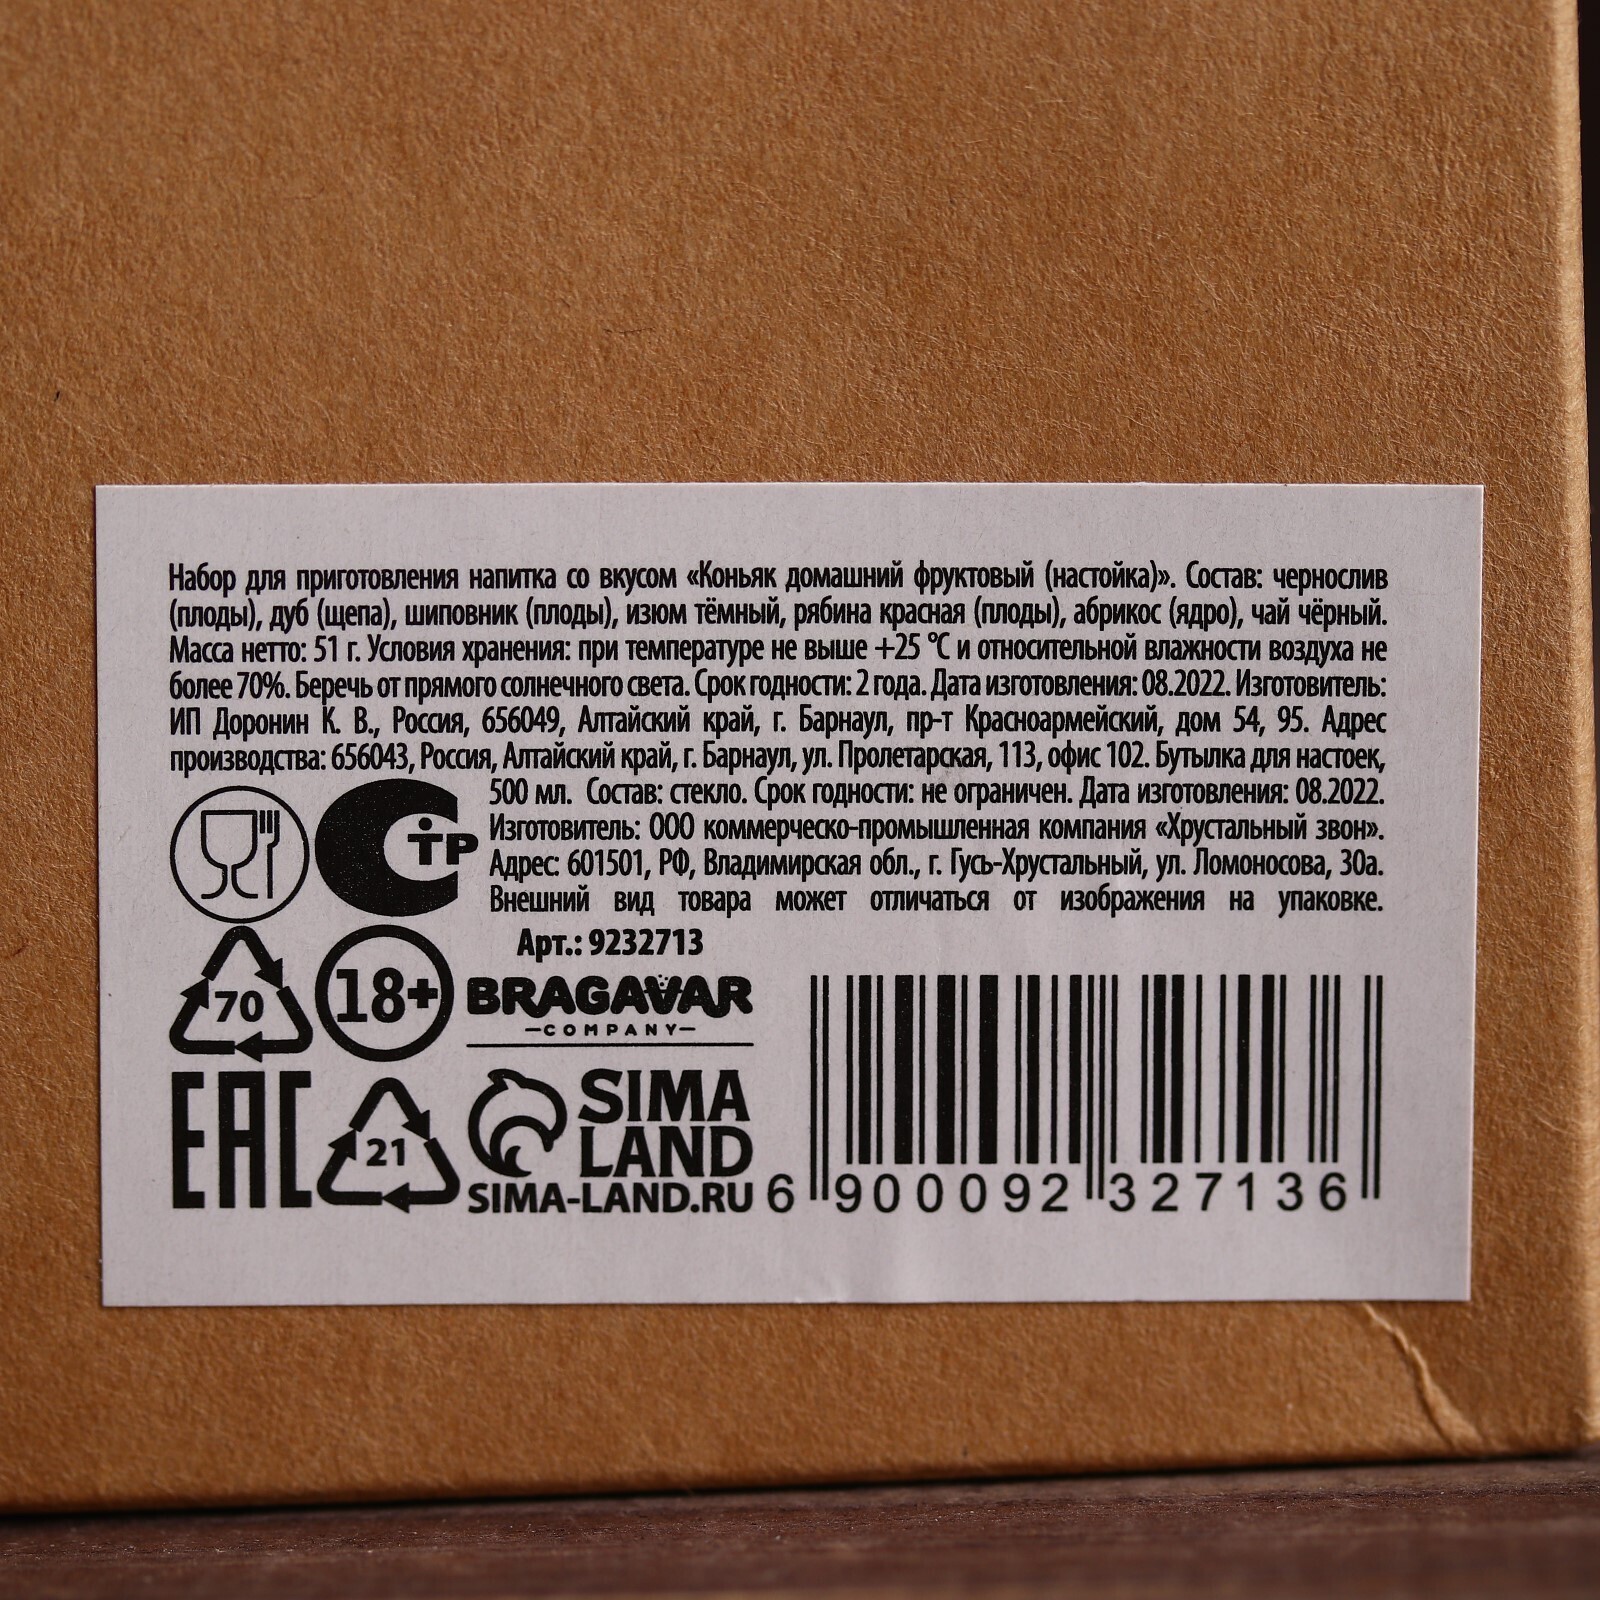 Набор для приготовления напитка со вкусом «Коньяк домашний фруктовый (настойка)». Состав: чернослив
(плоды), дуб (щепа), шиповник (плоды), изюм тёмный, рябина красная (плоды), абрикос (ядро), чай чёрный.
Масса нетто: 51 г. Условия хранения: при температуре не выше +25 °C и относительной влажности воздуха не
более 70%. Беречь от прямого солнечного света. Срок годности: 2 года. Дата изготовления: 08.2022. Изготовитель:
ИП Доронин К. В., Россия, 656049, Алтайский край, г. Барнаул, пр-т Красноармейский, дом 54, 95. Адрес
производства: 656043, Россия, Алтайский край, г. Барнаул, ул. Пролетарская, 113, офис 102. Бутылка для настоек,
500 мл. Состав: стекло. Срок годности: не ограничен. Дата изготовления: 08.2022.
Изготовитель: ООО коммерческо-промышленная компания «Хрустальный звон».
Адрес: 601501, РФ, Владимирская обл., г. Гусь-Хрустальный, ул. Ломоносова, 30а.
Внешний вид товара может отличаться от изображения на упаковке.
Арт.: 9232713
СТР
70
18+
BRAGAVAR
COMPANY
EAC
21
SIMA
LAND
SIMA-LAND.RU
6 900092 327136